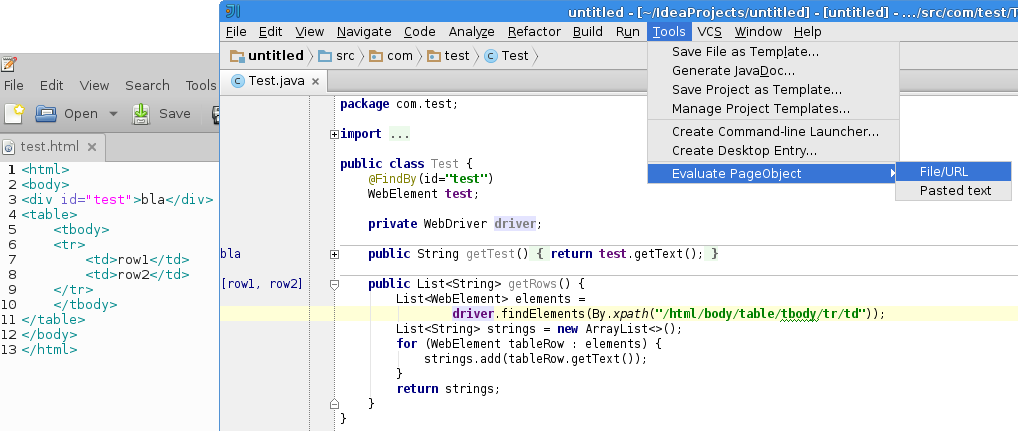 File Edit View Search Tools
Open Save
test.html
1 <html>
2 <body>
3 <div id="test">bla</div>
4 <table>
5 <tbody>
6 <tr>
7 <td>row1</td>
8 <td>row2</td>
9 </tr>
10 </tbody>
11 </table>
12 </body>
13 </html>
untitled - [~/IdeaProjects/untitled] - [untitled] - .../src/com/test/T
File Edit View Navigate Code Analyze Refactor Build Run Tools VCS Window Help
untitled src com test Test
Test.java
Save File as Template...
Generate JavaDoc...
Save Project as Template...
Manage Project Templates...
Create Command-line Launcher...
Create Desktop Entry...
Evaluate PageObject
File/URL
Pasted text
package com.test;
import ...
public class Test {
@FindBy(id="test")
WebElement test;
private WebDriver driver;
bla public String getTest() { return test.getText(); }
[row1, row2] public List<String> getRows() {
List<WebElement> elements =
driver.findElements(By.xpath("/html/body/table/tbody/tr/td"));
List<String> strings = new ArrayList<>();
for (WebElement tableRow : elements) {
strings.add(tableRow.getText());
}
return strings;
}
}